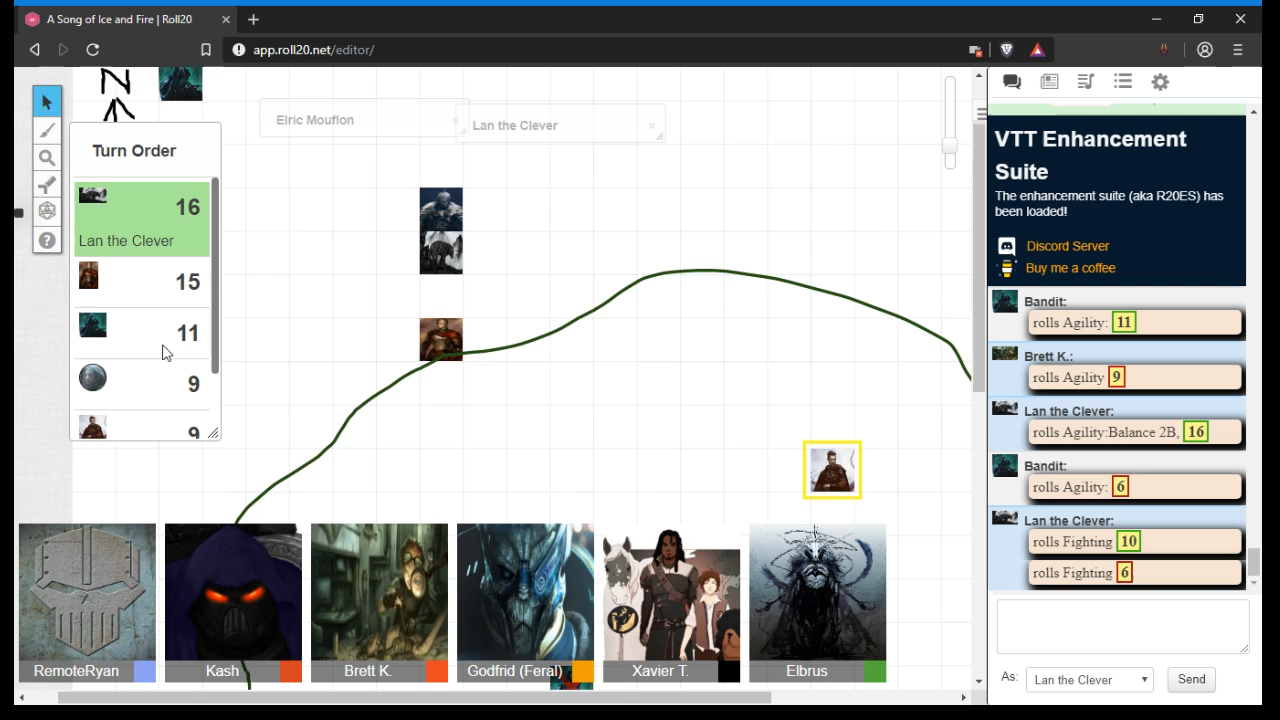 A Song of Ice and Fire | Roll20
app.roll20.net/editor/
N
Elric Mouflon
Lan the Clever
Turn Order
16
Lan the Clever
15
11
9
9
RemoteRyan
Kash
Brett K.
Godfrid (Feral)
Xavier T.
Elbrus
VTT Enhancement
Suite
The enhancement suite (aka R20ES) has
been loaded!
Discord Server
Buy me a coffee
Bandit:
rolls Agility: 11
Brett K.:
rolls Agility 9
Lan the Clever:
rolls Agility:Balance 2B, 16
Bandit:
rolls Agility: 6
Lan the Clever:
rolls Fighting 10
rolls Fighting 6
As: Lan the Clever Send